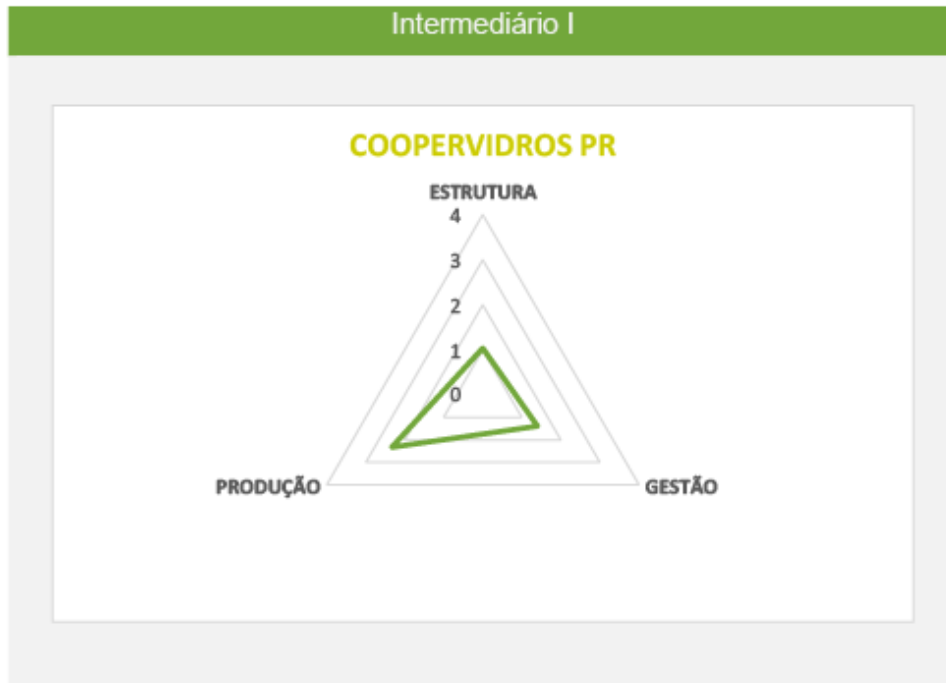 Intermediário I
COOPERVIDROS PR
ESTRUTURA
4
3
2
1
0
PRODUÇÃO
GESTÃO